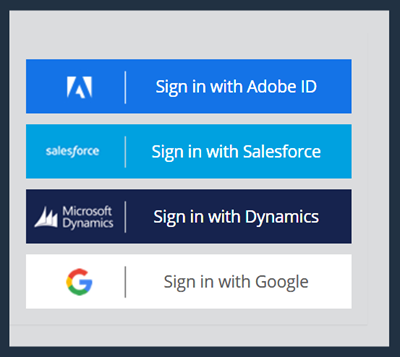 Sign in with Adobe ID
salesforce
Sign in with Salesforce
Microsoft
Dynamics
Sign in with Dynamics
Sign in with Google